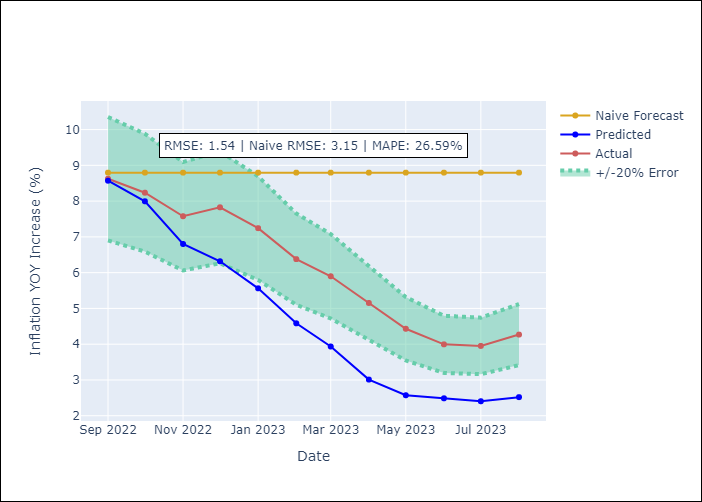 RMSE: 1.54 | Naive RMSE: 3.15 | MAPE: 26.59%
Naive Forecast
Predicted
Actual
+/-20% Error
Inflation YOY Increase (%)
10
9
8
7
6
5
4
3
2
Sep 2022
Nov 2022
Jan 2023
Mar 2023
May 2023
Jul 2023
Date